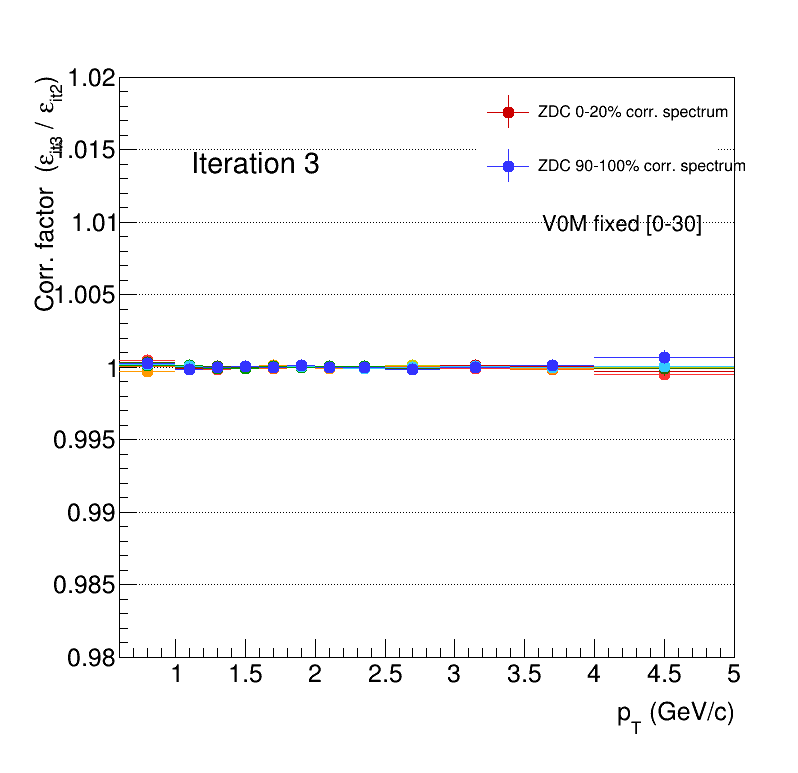 1.02
Corr. factor (ε_it3 / ε_it2)
ZDC 0-20% corr. spectrum
1.015
Iteration 3
ZDC 90-100% corr. spectrum
1.01
V0M fixed [0-30]
1.005
1
0.995
0.99
0.985
0.98
1 1.5 2 2.5 3 3.5 4 4.5 5
p_T (GeV/c)